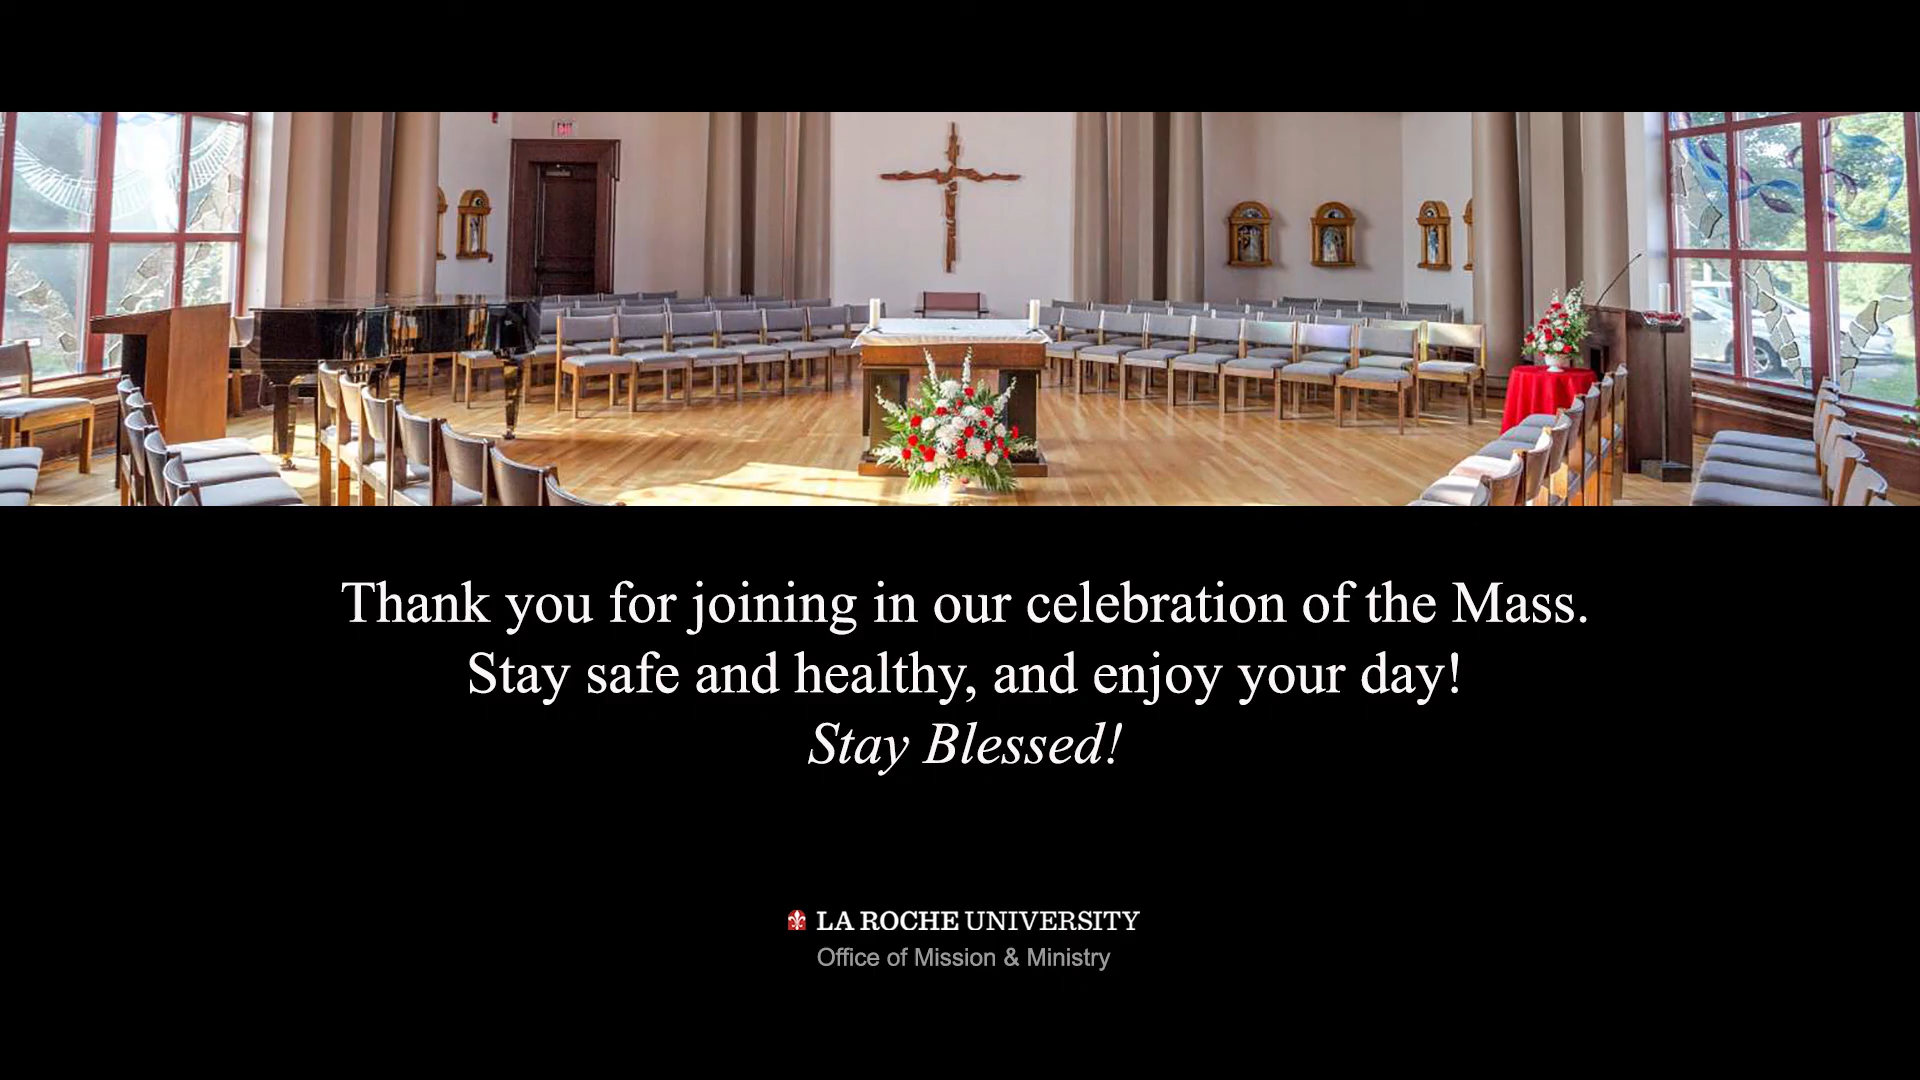 EXIT
Thank you for joining in our celebration of the Mass.
Stay safe and healthy, and enjoy your day!
Stay Blessed!
LA ROCHE UNIVERSITY
Office of Mission & Ministry